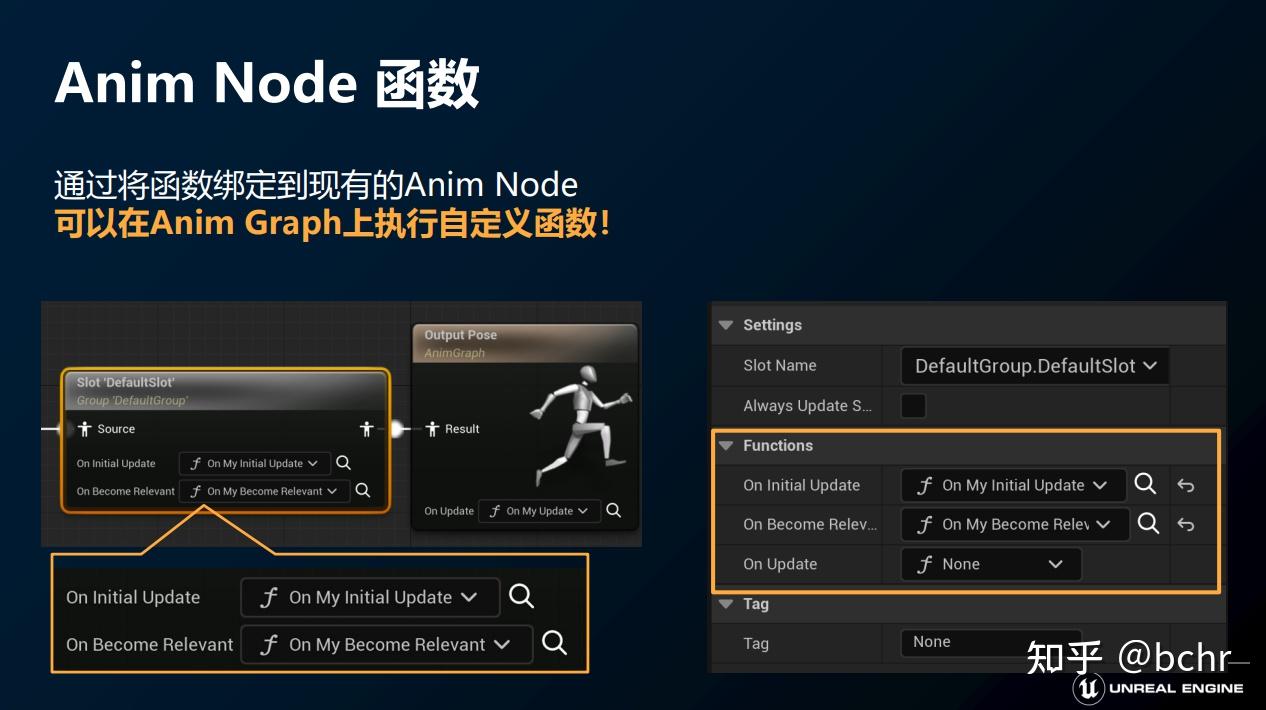 Anim Node 函数
通过将函数绑定到现有的Anim Node
可以在Anim Graph上执行自定义函数！
Slot 'DefaultSlot'
Group 'DefaultGroup'
Source
On Initial Update On My Initial Update
On Become Relevant On My Become Relevant
Output Pose
AnimGraph
Result
On Update On My Update
On Initial Update On My Initial Update
On Become Relevant On My Become Relevant
Settings
Slot Name DefaultGroup.DefaultSlot
Always Update S...
Functions
On Initial Update On My Initial Update
On Become Relev... On My Become Relev
On Update None
Tag
Tag None
知乎 @bchr
UNREAL ENGINE